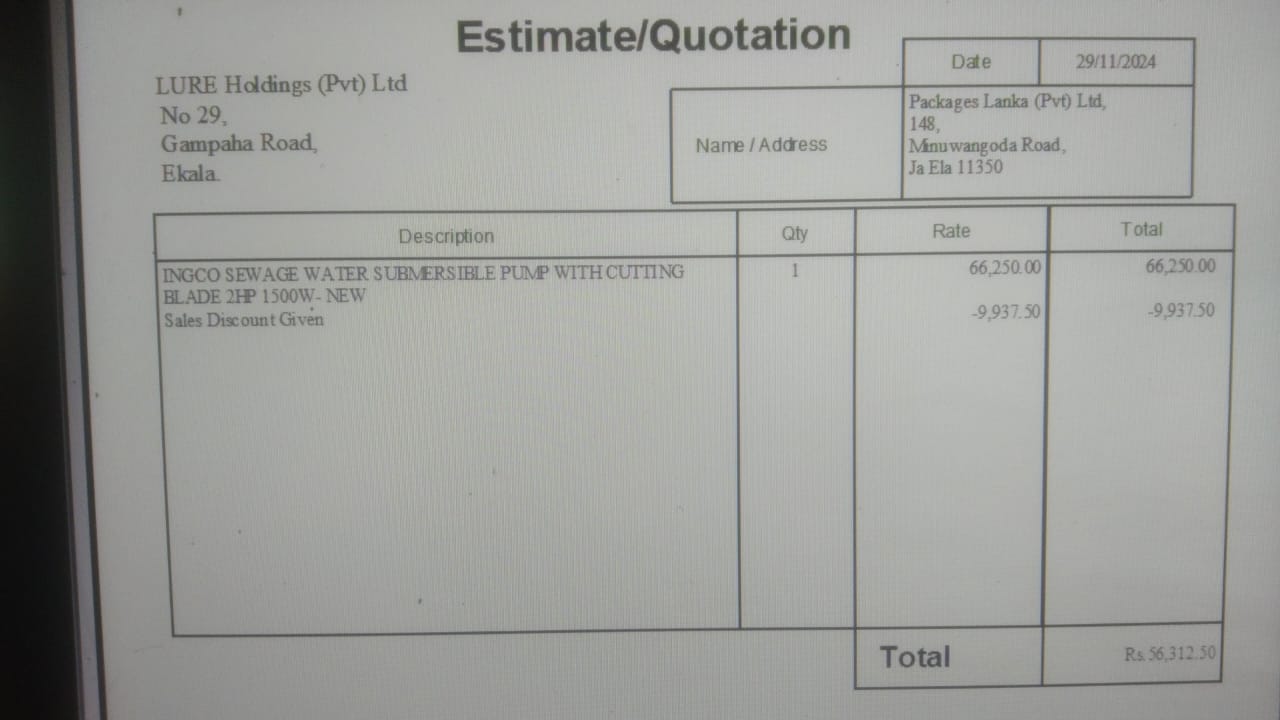 Estimate/Quotation
LURE Holdings (Pvt) Ltd
No 29,
Gampaha Road,
Ekala.
Date 29/11/2024
Name / Address
Packages Lanka (Pvt) Ltd,
148,
Minuwangoda Road,
Ja Ela 11350
Description Qty Rate Total
INGCO SEWAGE WATER SUBMERSIBLE PUMP WITH CUTTING 1 66,250.00 66,250.00
BLADE 2HP 1500W- NEW
Sales Discount Given -9,937.50 -9,937.50
Total Rs. 56,312.50